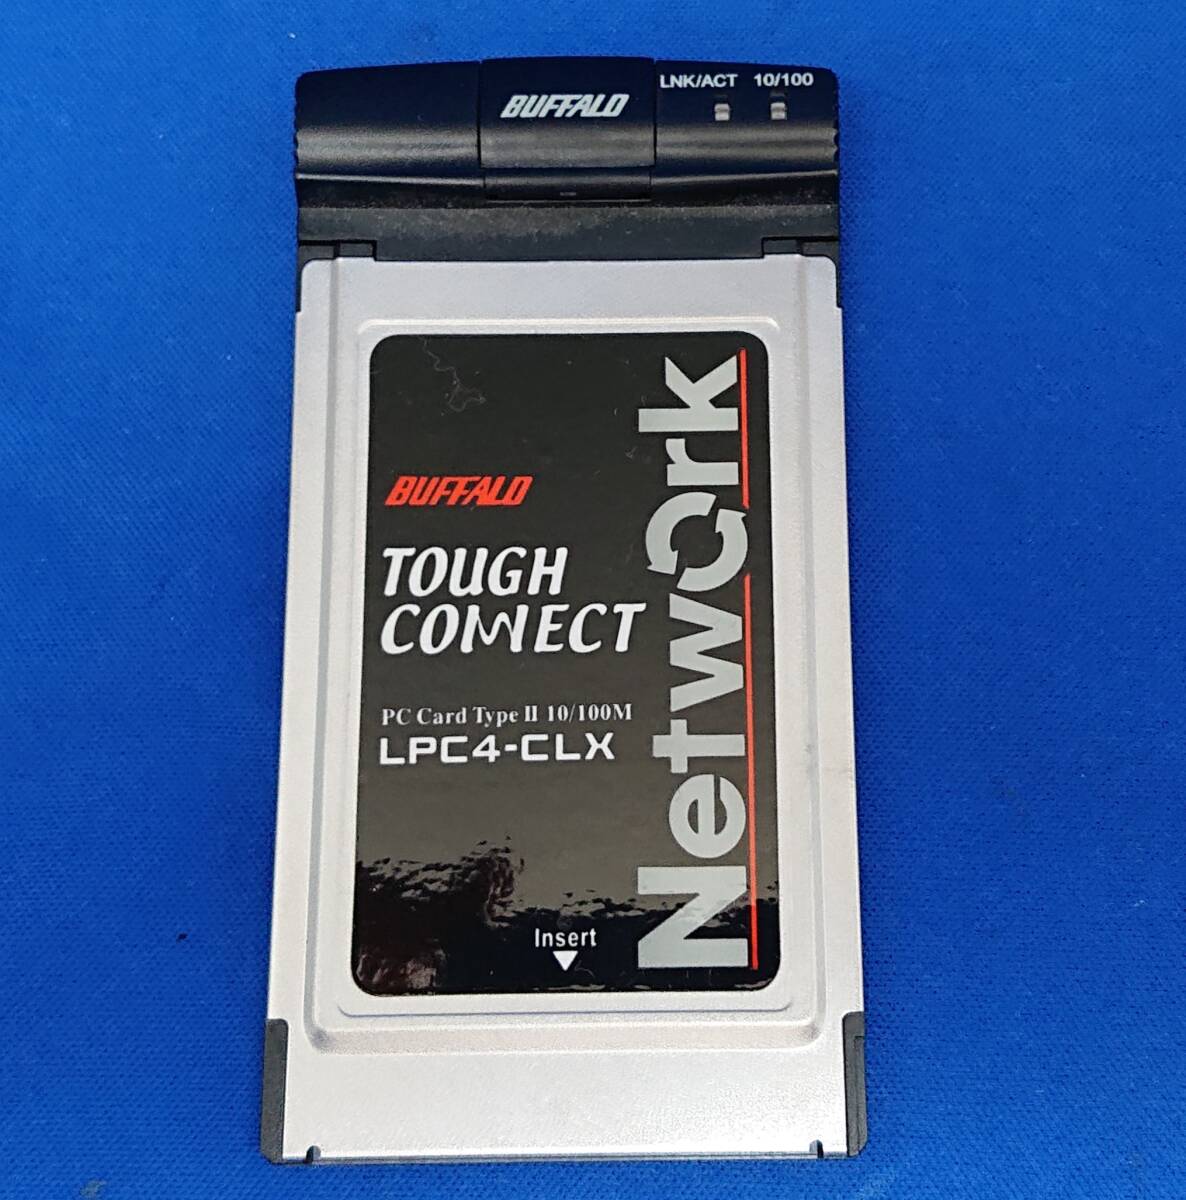 BUFFALO
LNK/ACT 10/100
BUFFALO
TOUGH
CONNECT
PC Card Type II 10/100M
LPC4-CLX
Network
Insert